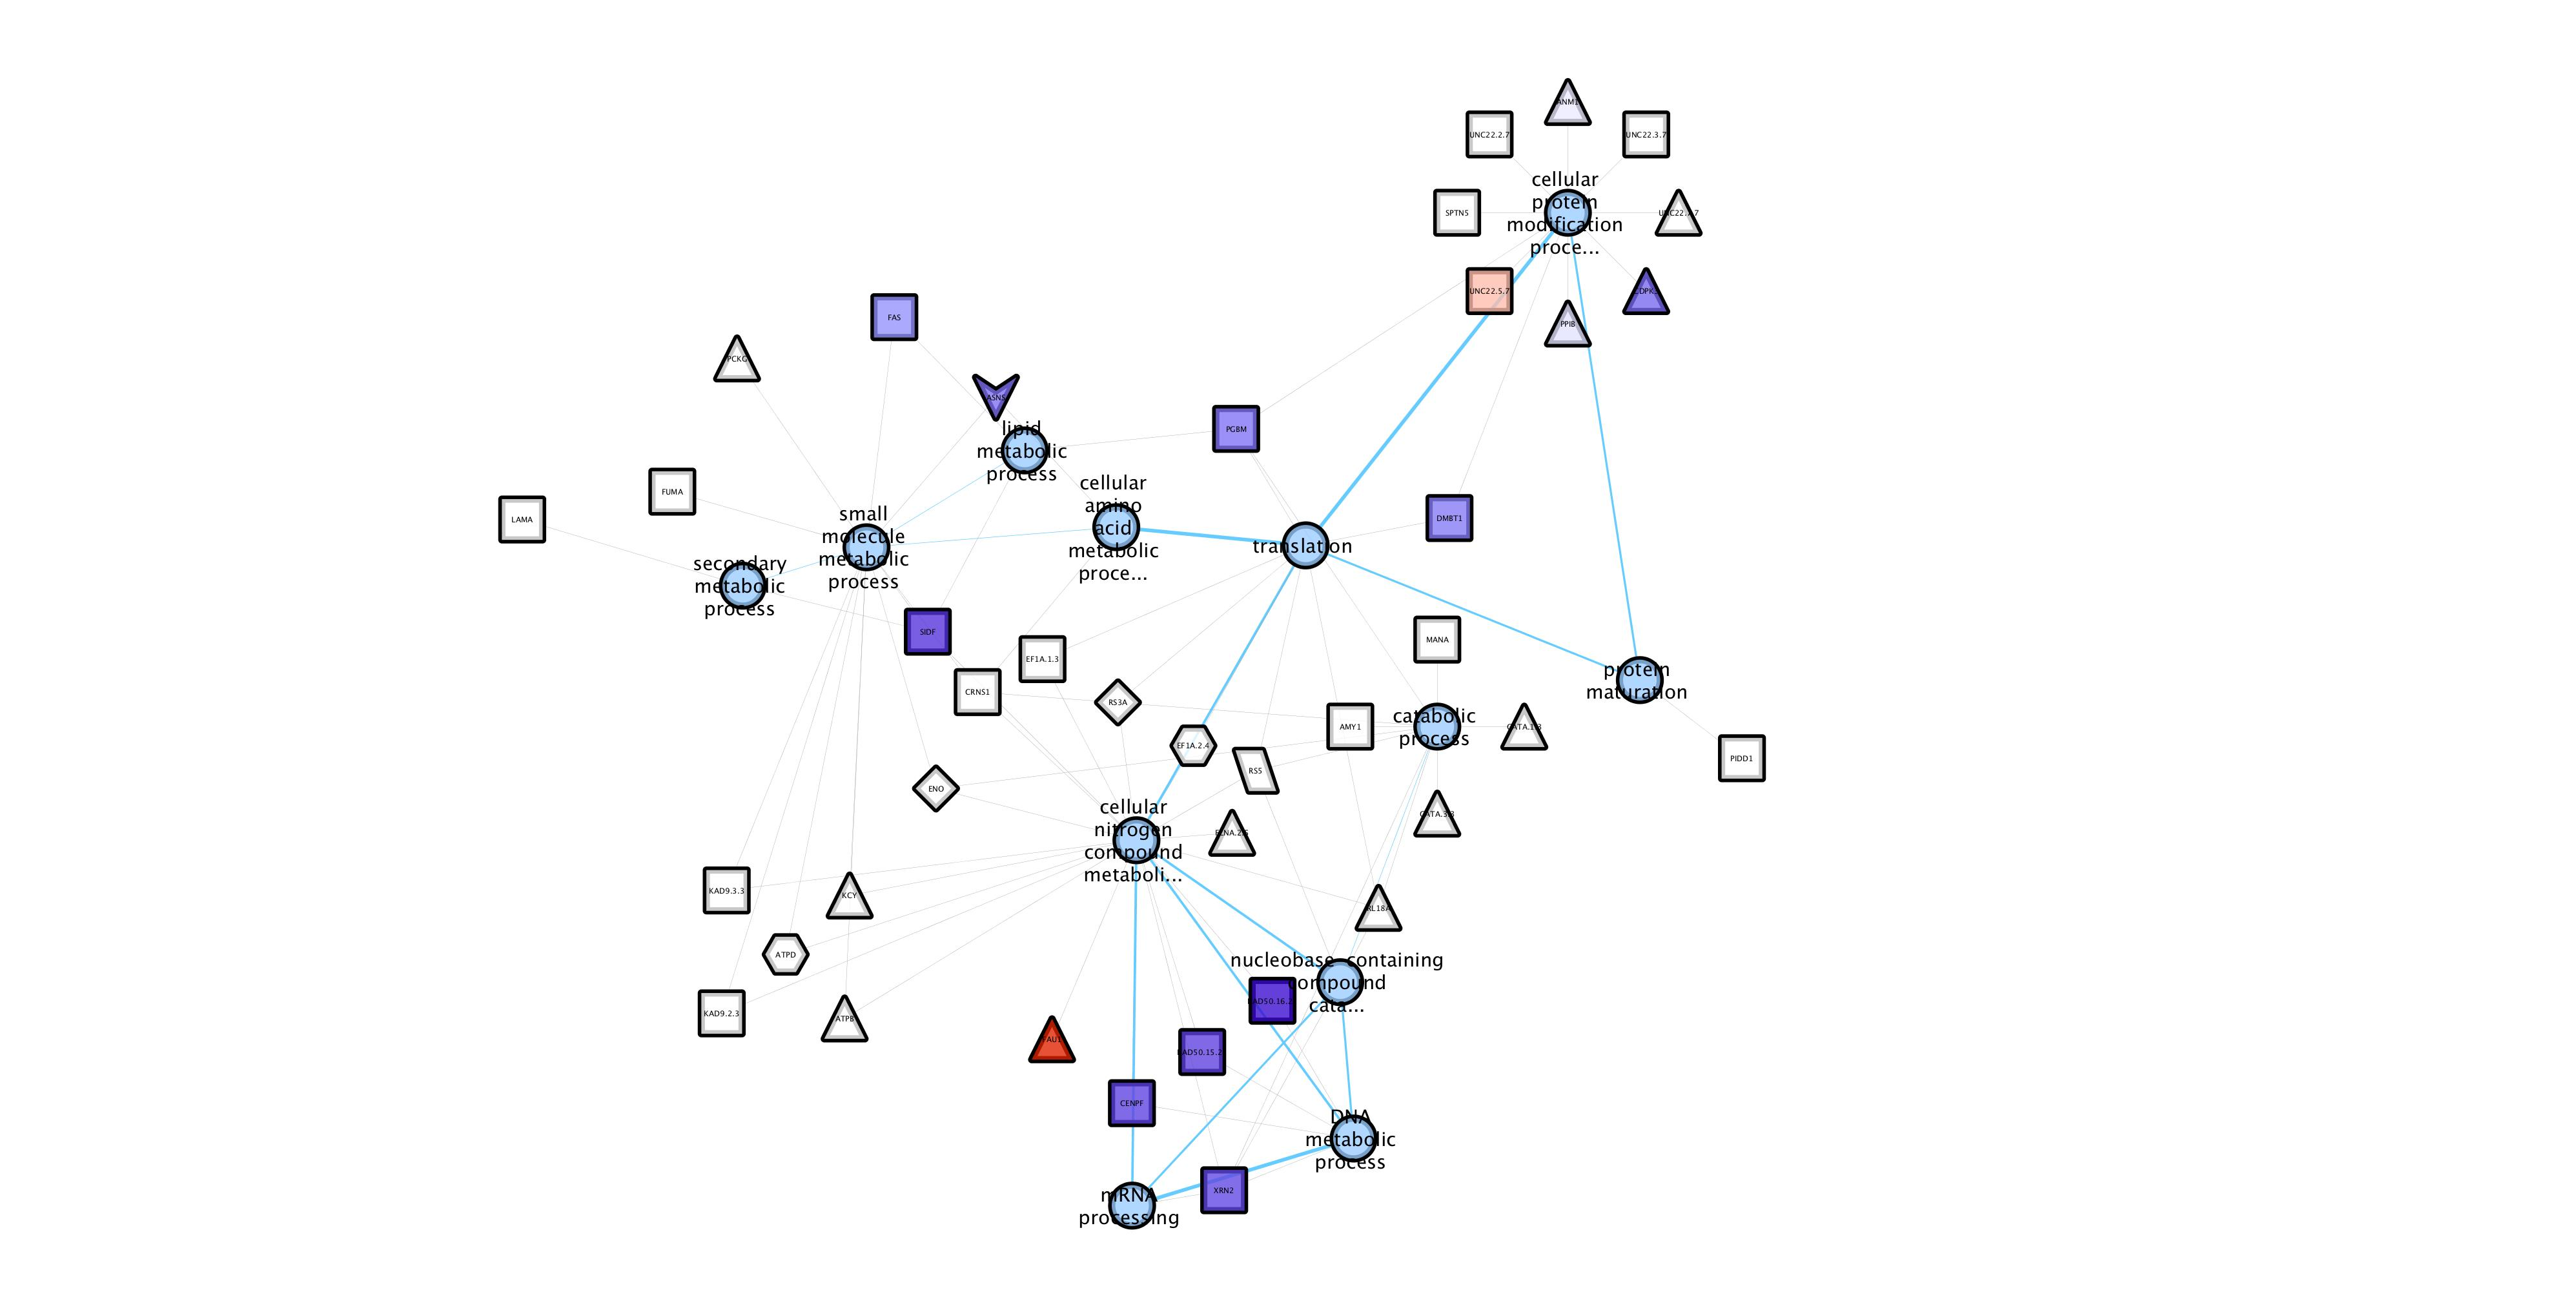 ANM1
UNC22.2.7
UNC22.3.7
cellular
protein
modification
proce...
SPTN5
UNC22.5.7
PPIB
FAS
PCKG
ASNS
lipid
metabolic
process
PGBM
cellular
amino
acid
metabolic
proce...
FUMA
LAMA
small
molecule
metabolic
process
DMBT1
translation
secondary
metabolic
process
SIDF
MANA
EF1A.1.3
protein
maturation
CRNS1
RS3A
AMY1
catabolic
process
EF1A.2.4
PIDD1
RS5
ENO
cellular
nitrogen
compound
metaboli...
KAD9.3.3
KCY
RL18A
ATPD
nucleobase-containing
compound
cata...
KAD9.2.3
ATPB
CENPF
DNA
metabolic
process
XRN2
mRNA
processing